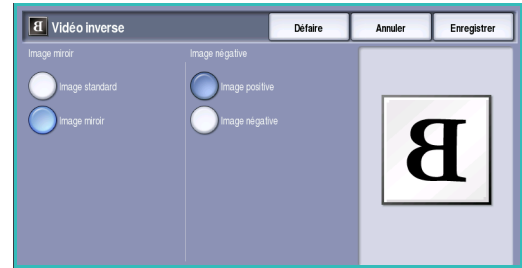 Vidéo inverse
Défaire
Annuler
Enregistrer
Image miroir
Image négative
Image standard
Image positive
Image miroir
Image négative
B